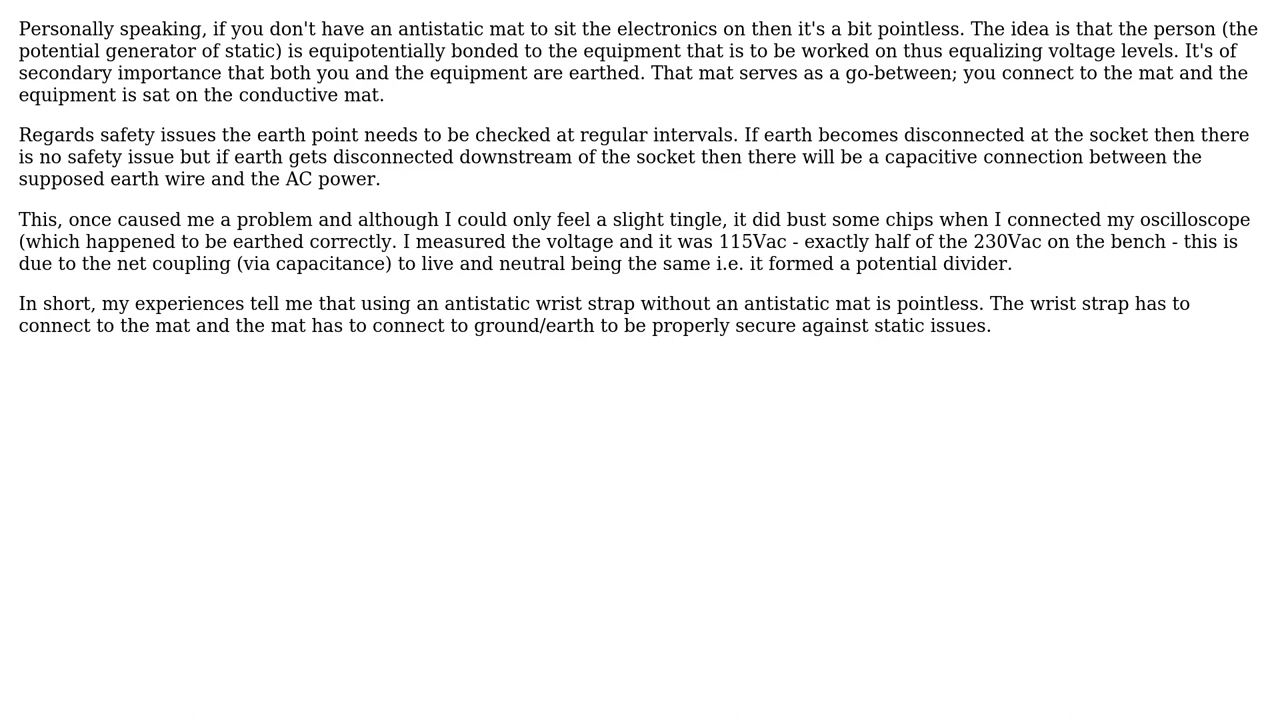 Personally speaking, if you don't have an antistatic mat to sit the electronics on then it's a bit pointless. The idea is that the person (the
potential generator of static) is equipotentially bonded to the equipment that is to be worked on thus equalizing voltage levels. It's of
secondary importance that both you and the equipment are earthed. That mat serves as a go-between; you connect to the mat and the
equipment is sat on the conductive mat.
Regards safety issues the earth point needs to be checked at regular intervals. If earth becomes disconnected at the socket then there
is no safety issue but if earth gets disconnected downstream of the socket then there will be a capacitive connection between the
supposed earth wire and the AC power.
This, once caused me a problem and although I could only feel a slight tingle, it did bust some chips when I connected my oscilloscope
(which happened to be earthed correctly. I measured the voltage and it was 115Vac - exactly half of the 230Vac on the bench - this is
due to the net coupling (via capacitance) to live and neutral being the same i.e. it formed a potential divider.
In short, my experiences tell me that using an antistatic wrist strap without an antistatic mat is pointless. The wrist strap has to
connect to the mat and the mat has to connect to ground/earth to be properly secure against static issues.